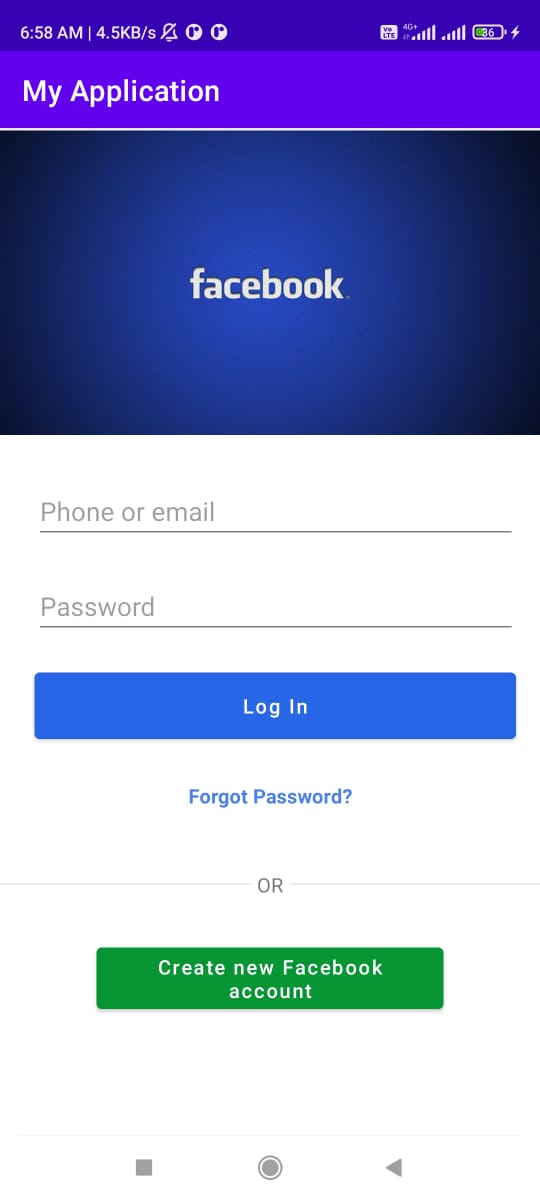 6:58 AM | 4.5KB/s
Vo LTE 4G+ 36
My Application
facebook.
Phone or email
Password
Log In
Forgot Password?
OR
Create new Facebook
account